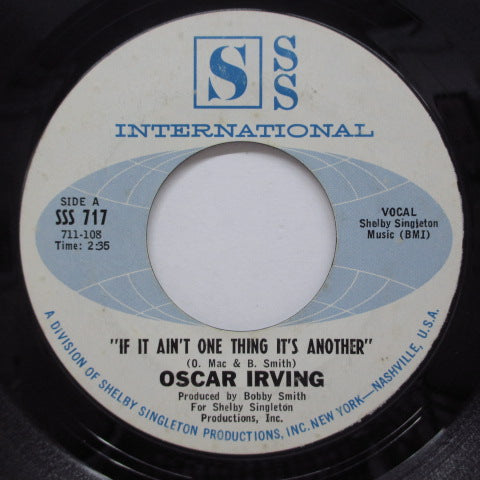 S S
S
INTERNATIONAL
SIDE A
SSS 717
711-108
Time: 2:35
VOCAL
Shelby Singleton
Music (BMI)
"IF IT AIN'T ONE THING IT'S ANOTHER"
(O. Mac & B. Smith)
OSCAR IRVING
Produced by Bobby Smith
For Shelby Singleton
Productions, Inc.
A DIVISION OF SHELBY SINGLETON PRODUCTIONS, INC. NEW YORK—NASHVILLE, U.S.A.